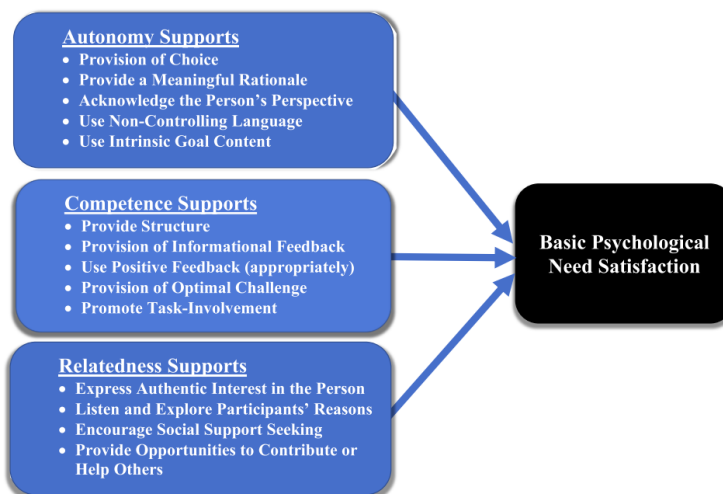 Autonomy Supports
• Provision of Choice
• Provide a Meaningful Rationale
• Acknowledge the Person's Perspective
• Use Non-Controlling Language
• Use Intrinsic Goal Content
Competence Supports
• Provide Structure
• Provision of Informational Feedback
• Use Positive Feedback (appropriately)
• Provision of Optimal Challenge
• Promote Task-Involvement
Relatedness Supports
• Express Authentic Interest in the Person
• Listen and Explore Participants' Reasons
• Encourage Social Support Seeking
• Provide Opportunities to Contribute or
Help Others
Basic Psychological
Need Satisfaction